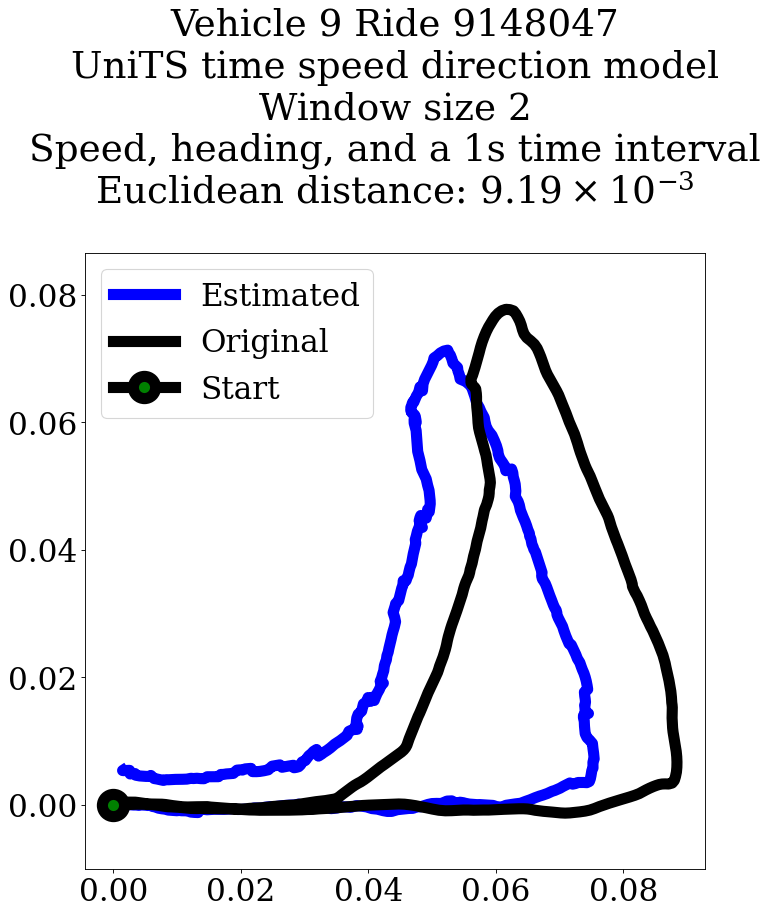 Vehicle 9 Ride 9148047
UniTS time speed direction model
Window size 2
Speed, heading, and a 1s time interval
Euclidean distance: 9.19 × 10⁻³
Estimated
Original
Start
0.08
0.06
0.04
0.02
0.00
0.00 0.02 0.04 0.06 0.08